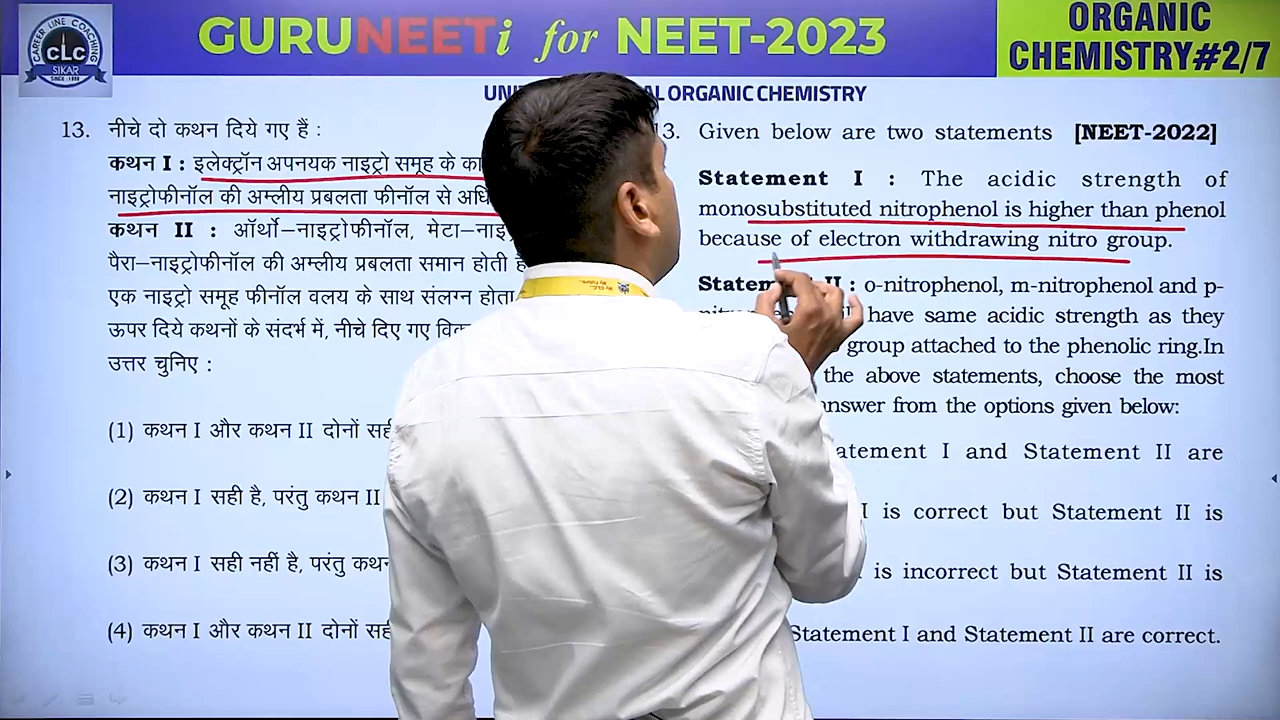 CAREER LINE COACHING
CLC
SIKAR
SINCE : 1996
GURUNEETi for NEET-2023
ORGANIC
CHEMISTRY#2/7
ORGANIC CHEMISTRY
13. नीचे दो कथन दिये गए हैं :
कथन I : इलेक्ट्रॉन अपनयक नाइट्रो समूह के
नाइट्रोफीनॉल की अम्लीय प्रबलता फीनॉल से
कथन II : ऑर्थो–नाइट्रोफीनॉल, मेटा–
पैरा–नाइट्रोफीनॉल की अम्लीय प्रबलता समान होती
एक नाइट्रो समूह फीनॉल वलय के साथ संलग्न होता
ऊपर दिये कथनों के संदर्भ में, नीचे दिए गए
उत्तर चुनिए :
(1) कथन I और कथन II दोनों
(2) कथन I सही है, परंतु कथन II
(3) कथन I सही नहीं है, परंतु
(4) कथन I और कथन II दोनों
3. Given below are two statements [NEET-2022]
Statement I : The acidic strength of
monosubstituted nitrophenol is higher than phenol
because of electron withdrawing nitro group.
II : o-nitrophenol, m-nitrophenol and p-
have same acidic strength as they
group attached to the phenolic ring.In
the above statements, choose the most
answer from the options given below:
atement I and Statement II are
I is correct but Statement II is
is incorrect but Statement II is
Statement I and Statement II are correct.